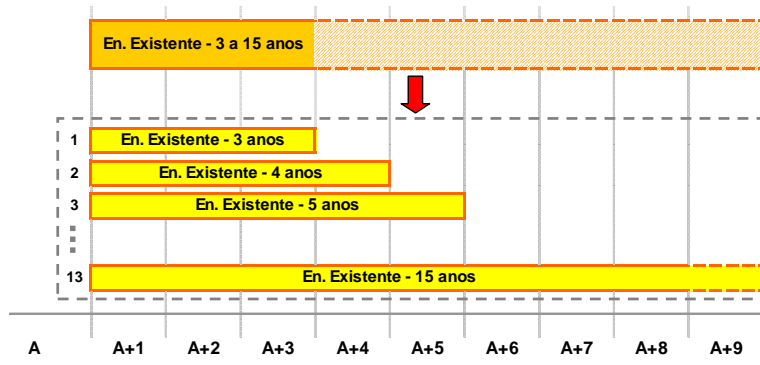 En. Existente - 3 a 15 anos
1 En. Existente - 3 anos
2 En. Existente - 4 anos
3 En. Existente - 5 anos
13 En. Existente - 15 anos
A A+1 A+2 A+3 A+4 A+5 A+6 A+7 A+8 A+9